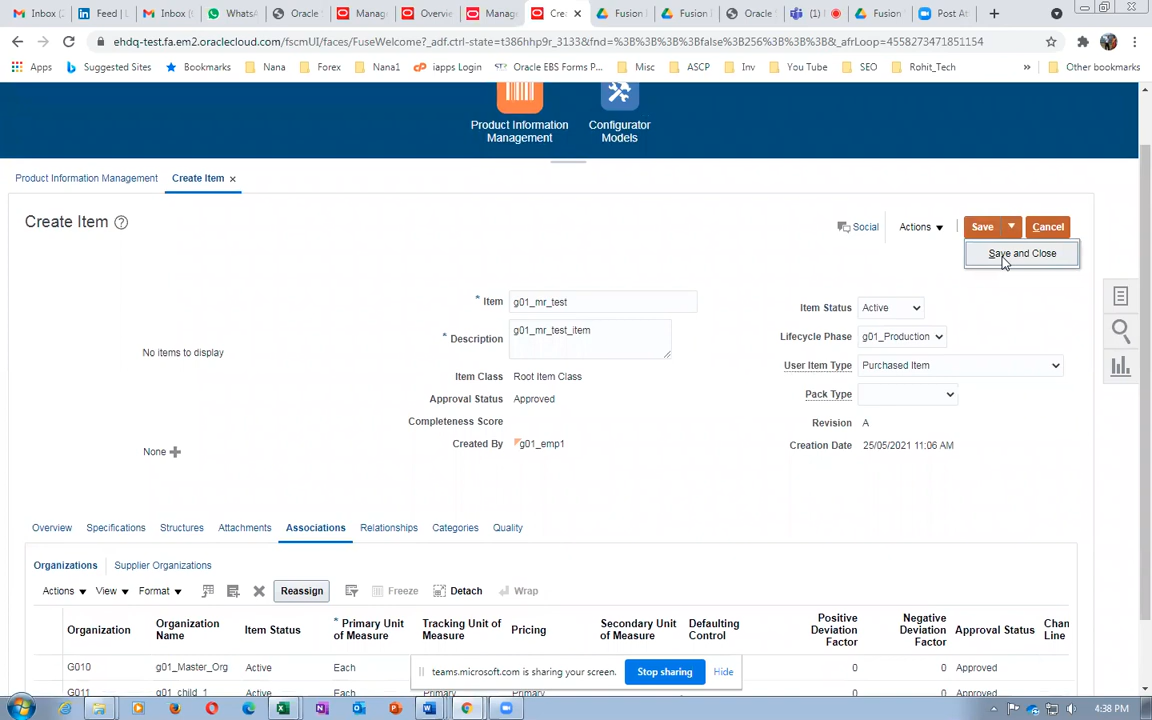 Inbox (
Feed | L
Inbox (
WhatsA
Oracle
Manage
Overvie
Manag
Cre
Fusion
Fusion
Oracle
(1)
Fusion
Post At
ehdq-test.fa.em2.oraclecloud.com/fscmUI/faces/FuseWelcome?_adf.ctrl-state=t386hhp9r_3133&fnd=%3B%3B%3B%3Bfalse%3B256%3B%3B%3B&_afrLoop=4558273471851154
Apps Suggested Sites Bookmarks Nana Forex Nana1 iapps Login Oracle EBS Forms P... Misc ASCP Inv You Tube SEO Rohit_Tech » Other bookmarks
Product Information
Management
Configurator
Models
Product Information Management Create Item
Create Item
Social Actions Save Cancel
Save and Close
No items to display
None
* Item g01_mr_test
* Description g01_mr_test_item
Item Class Root Item Class
Approval Status Approved
Completeness Score
Created By g01_emp1
Item Status Active
Lifecycle Phase g01_Production
User Item Type Purchased Item
Pack Type
Revision A
Creation Date 25/05/2021 11:06 AM
Overview Specifications Structures Attachments Associations Relationships Categories Quality
Organizations Supplier Organizations
Actions View Format Reassign Freeze Detach Wrap
Organization
Organization
Name
Item Status
* Primary Unit
of Measure
Tracking Unit of
Measure
Pricing
Secondary Unit
of Measure
Defaulting
Control
Positive
Deviation
Factor
Negative
Deviation
Factor
Approval Status
Chan
Line
G010 g01_Master_Org Active Each 0 0 Approved
G011 g01_child_1 Active Each Primary Primary 0 0 Approved
teams.microsoft.com is sharing your screen. Stop sharing Hide
4:38 PM